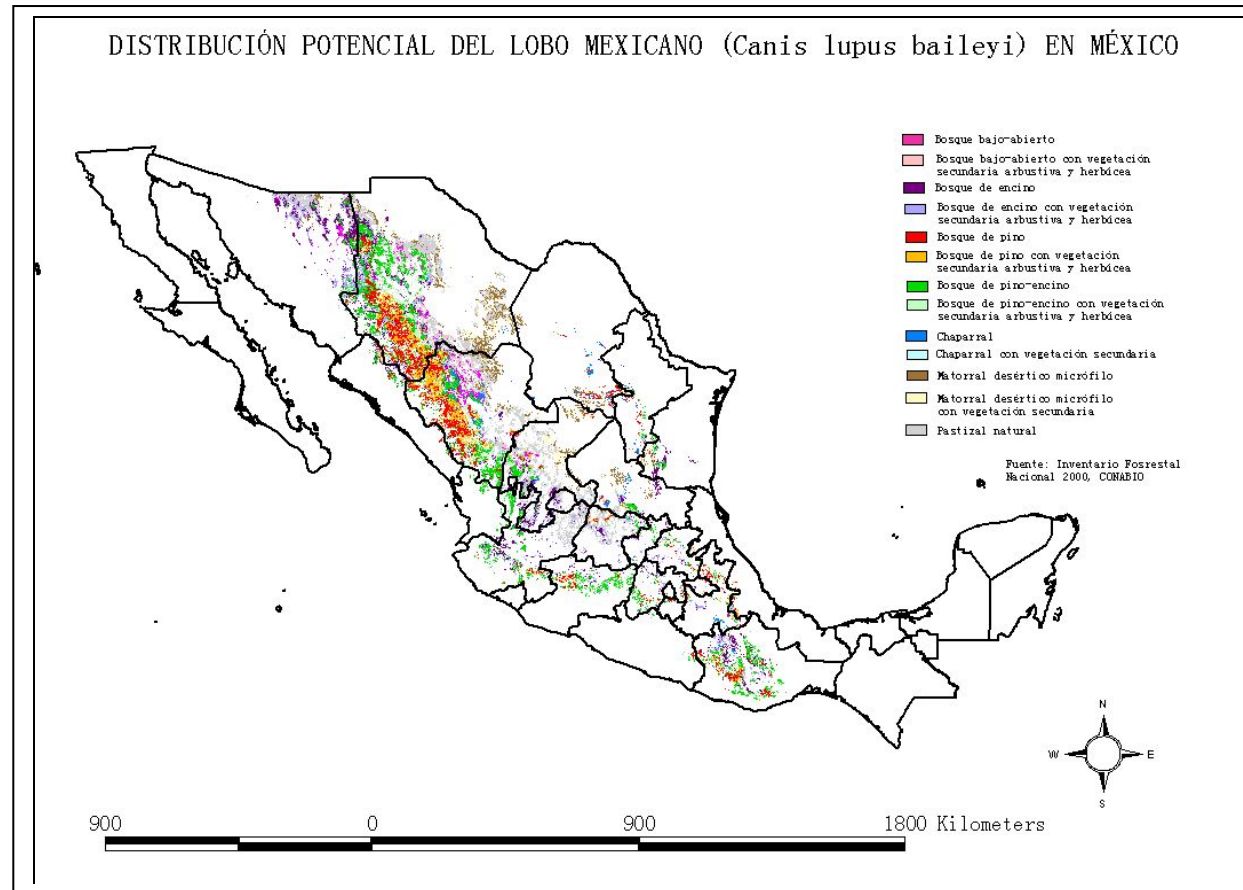 DISTRIBUCIÓN POTENCIAL DEL LOBO MEXICANO (Canis lupus baileyi) EN MÉXICO
Bosque bajo-abierto
Bosque bajo-abierto con vegetación
secundaria arbustiva y herbícea
Bosque de encino
Bosque de encino con vegetación
secundaria arbustiva y herbícea
Bosque de pino
Bosque de pino con vegetación
secundaria arbustiva y herbícea
Bosque de pino-encino
Bosque de pino-encino con vegetación
secundaria arbustiva y herbícea
Chaparral
Chaparral con vegetación secundaria
Matorral desértico micrófilo
Matorral desértico micrófilo
con vegetación secundaria
Pastizal natural
Fuente: Inventario Fosrestal
Nacional 2000, CONABIO
N
W E
S
900 0 900 1800 Kilometers